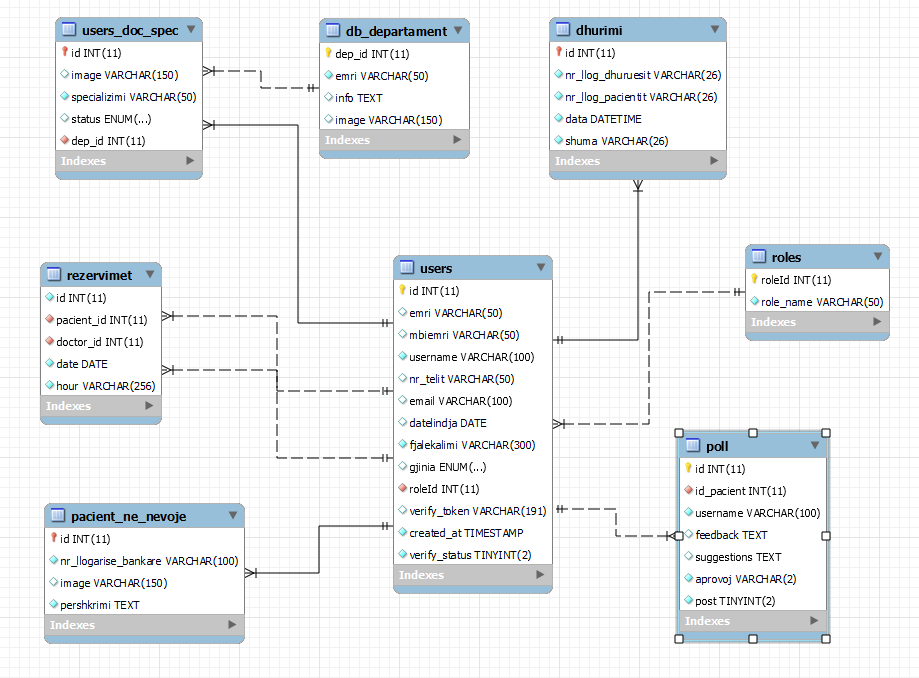 users_doc_spec
id INT(11)
image VARCHAR(150)
specializimi VARCHAR(50)
status ENUM(...)
dep_id INT(11)
Indexes
db_departament
dep_id INT(11)
emri VARCHAR(50)
info TEXT
image VARCHAR(150)
Indexes
dhurimi
id INT(11)
nr_llog_dhuruesit VARCHAR(26)
nr_llog_pacientit VARCHAR(26)
data DATETIME
shuma VARCHAR(26)
Indexes
rezervimet
id INT(11)
pacient_id INT(11)
doctor_id INT(11)
date DATE
hour VARCHAR(256)
Indexes
users
id INT(11)
emri VARCHAR(50)
mbiemri VARCHAR(50)
username VARCHAR(100)
nr_telit VARCHAR(50)
email VARCHAR(100)
datelindja DATE
fjalekalimi VARCHAR(300)
gjinia ENUM(...)
roleId INT(11)
verify_token VARCHAR(191)
created_at TIMESTAMP
verify_status TINYINT(2)
Indexes
roles
roleId INT(11)
role_name VARCHAR(50)
Indexes
pacient_ne_nevoje
id INT(11)
nr_llogarise_bankare VARCHAR(100)
image VARCHAR(150)
pershkrimi TEXT
Indexes
poll
id INT(11)
id_pacient INT(11)
username VARCHAR(100)
feedback TEXT
suggestions TEXT
aprovoj VARCHAR(2)
post TINYINT(2)
Indexes